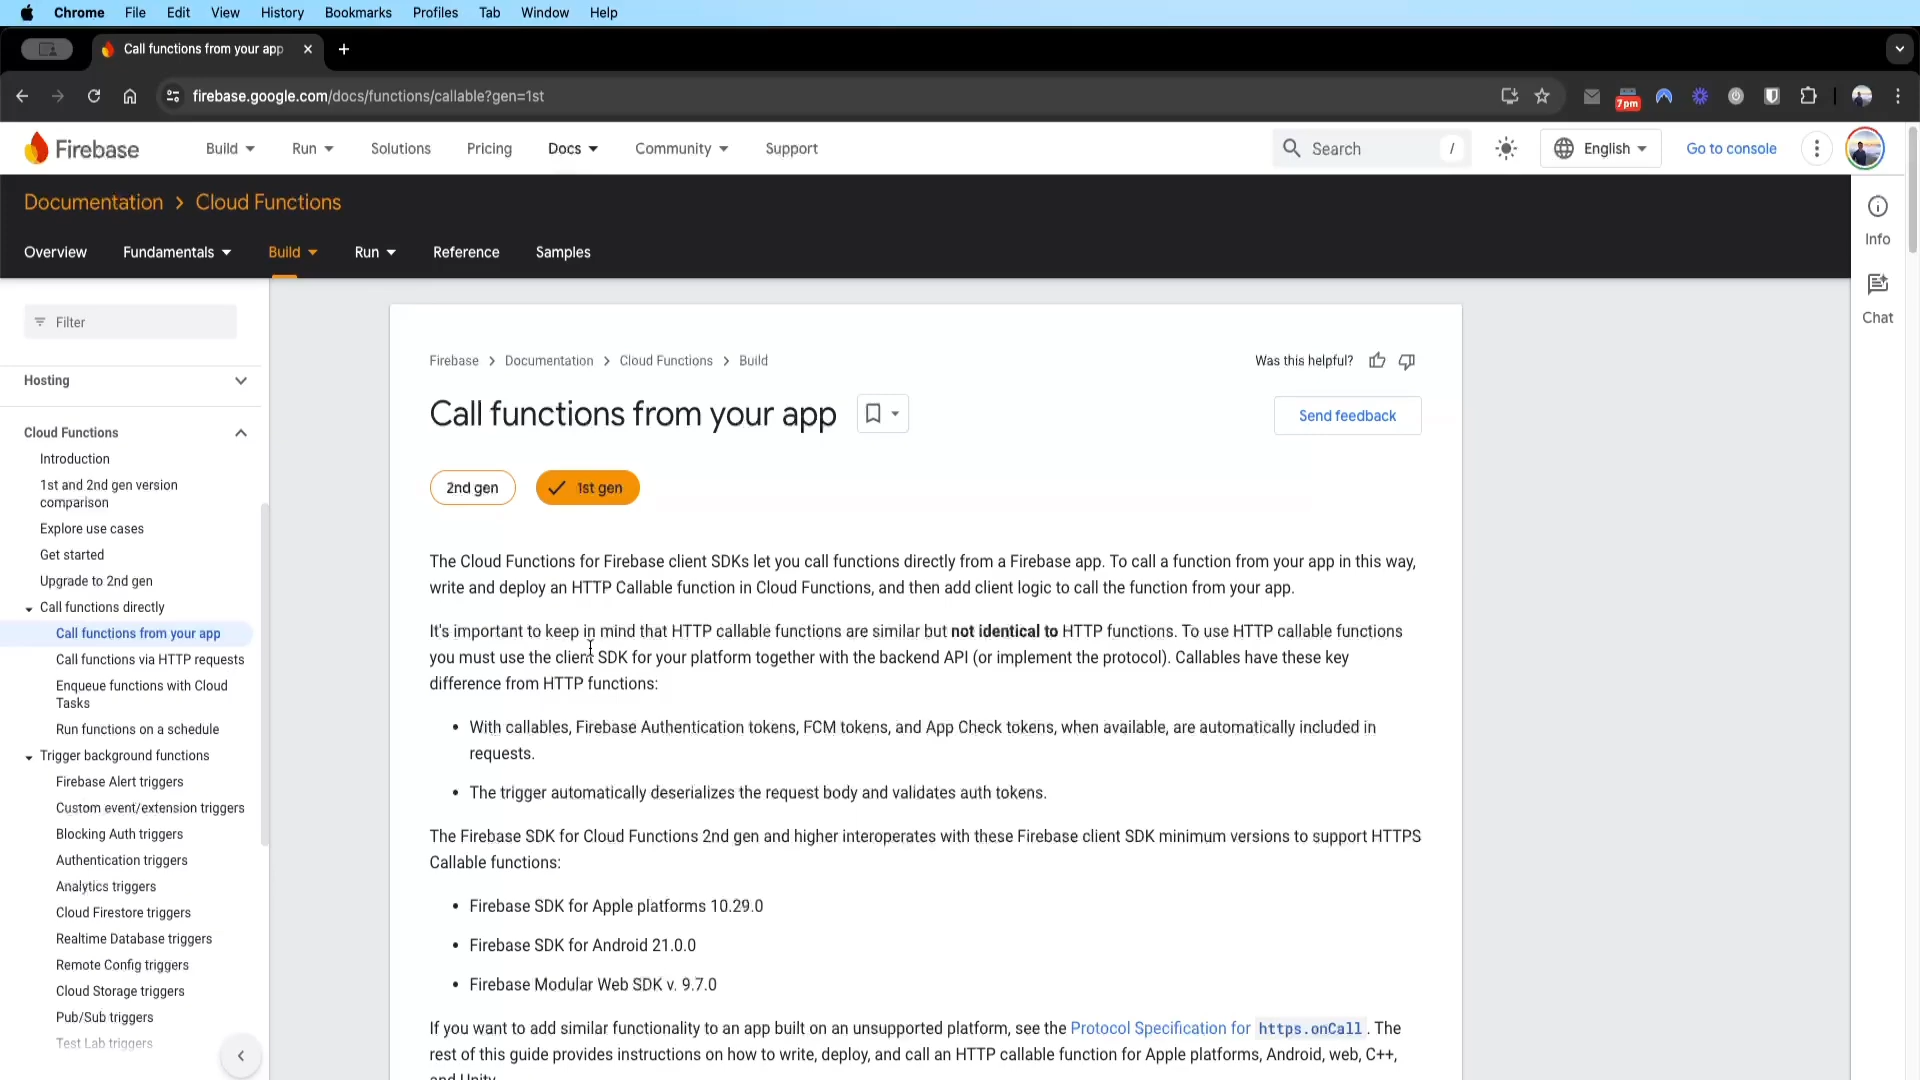 Chrome File Edit View History Bookmarks Profiles Tab Window Help
Call functions from your app
firebase.google.com/docs/functions/callable?gen=1st
7pm
Firebase Build Run Solutions Pricing Docs Community Support Search / English Go to console
Documentation > Cloud Functions
Overview Fundamentals Build Run Reference Samples
Info
Chat
Filter
Hosting
Cloud Functions
Introduction
1st and 2nd gen version
comparison
Explore use cases
Get started
Upgrade to 2nd gen
Call functions directly
Call functions from your app
Call functions via HTTP requests
Enqueue functions with Cloud
Tasks
Run functions on a schedule
Trigger background functions
Firebase Alert triggers
Custom event/extension triggers
Blocking Auth triggers
Authentication triggers
Analytics triggers
Cloud Firestore triggers
Realtime Database triggers
Remote Config triggers
Cloud Storage triggers
Pub/Sub triggers
Test Lab triggers
Firebase > Documentation > Cloud Functions > Build
Was this helpful?
Call functions from your app
Send feedback
2nd gen 1st gen
The Cloud Functions for Firebase client SDKs let you call functions directly from a Firebase app. To call a function from your app in this way,
write and deploy an HTTP Callable function in Cloud Functions, and then add client logic to call the function from your app.
It's important to keep in mind that HTTP callable functions are similar but not identical to HTTP functions. To use HTTP callable functions
you must use the client SDK for your platform together with the backend API (or implement the protocol). Callables have these key
difference from HTTP functions:
• With callables, Firebase Authentication tokens, FCM tokens, and App Check tokens, when available, are automatically included in
requests.
• The trigger automatically deserializes the request body and validates auth tokens.
The Firebase SDK for Cloud Functions 2nd gen and higher interoperates with these Firebase client SDK minimum versions to support HTTPS
Callable functions:
• Firebase SDK for Apple platforms 10.29.0
• Firebase SDK for Android 21.0.0
• Firebase Modular Web SDK v. 9.7.0
If you want to add similar functionality to an app built on an unsupported platform, see the Protocol Specification for https.onCall. The
rest of this guide provides instructions on how to write, deploy, and call an HTTP callable function for Apple platforms, Android, web, C++,
and Unity.